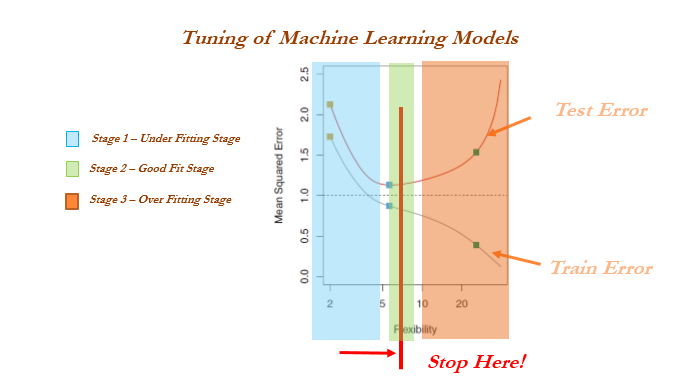 Tuning of Machine Learning Models
Stage 1 – Under Fitting Stage
Stage 2 – Good Fit Stage
Stage 3 – Over Fitting Stage
Mean Squared Error
2.5
2.0
1.5
1.0
0.5
0.0
2 5 10 20
Flexibility
Test Error
Train Error
Stop Here!